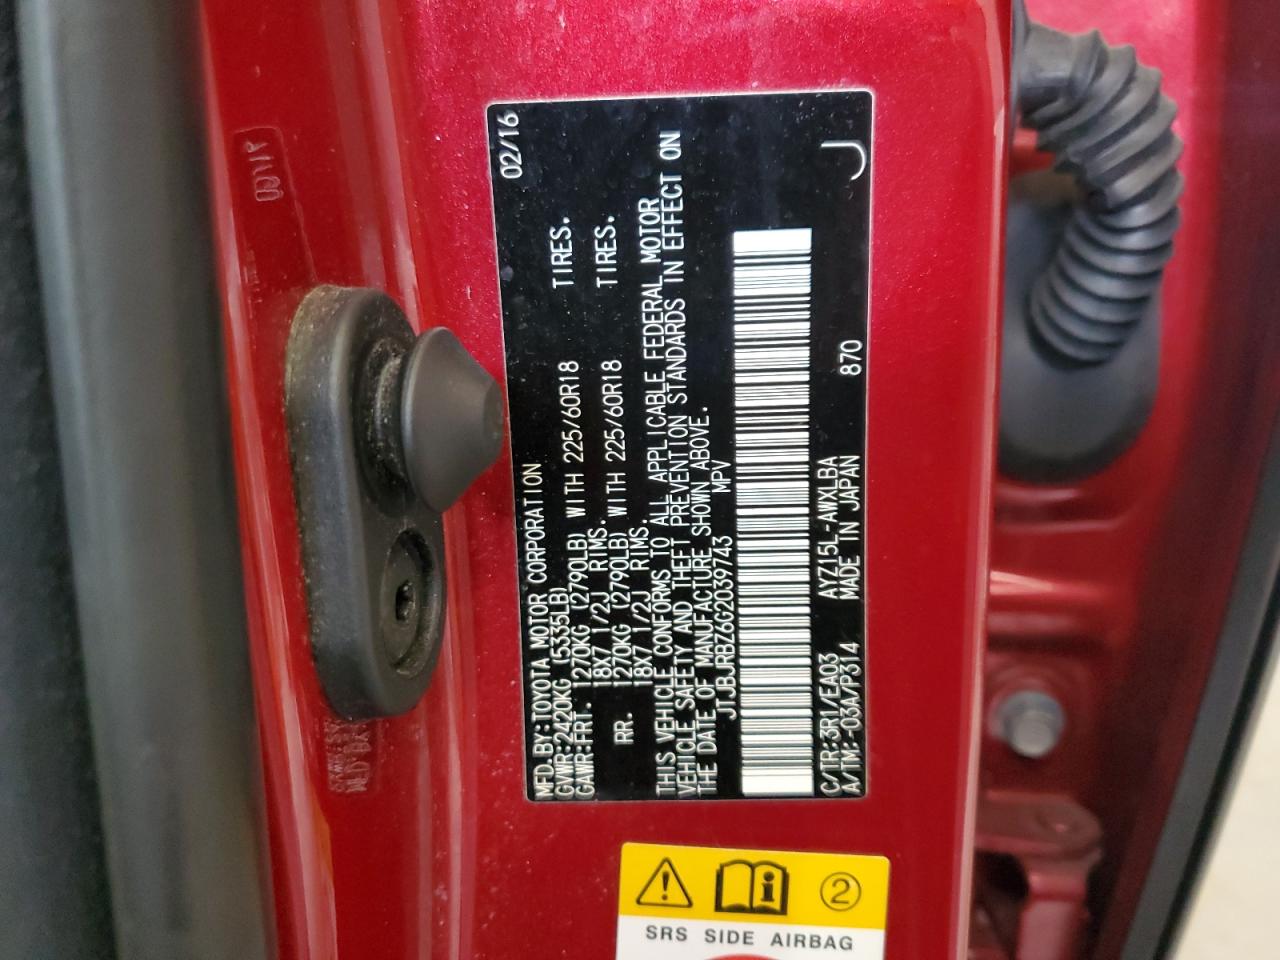 MFD.BY:TOYOTA MOTOR CORPORATION 02/16
GVWR:2420KG (5335LB)
GAWR:FRT. 1270KG (2790LB) WITH 225/60R18 TIRES.
18X7 1/2J RIMS.
RR. 1270KG (2790LB) WITH 225/60R18 TIRES.
18X7 1/2J RIMS.
THIS VEHICLE CONFORMS TO ALL APPLICABLE FEDERAL MOTOR
VEHICLE SAFETY AND THEFT PREVENTION STANDARDS IN EFFECT ON
THE DATE OF MANUFACTURE SHOWN ABOVE.
JTJBJRBZ6G2039743 MPV
C/TR:3R1/EA03 AYZ15L-AWXLBA 870
A/TM:-03A/P314 MADE IN JAPAN J
2
SRS SIDE AIRBAG